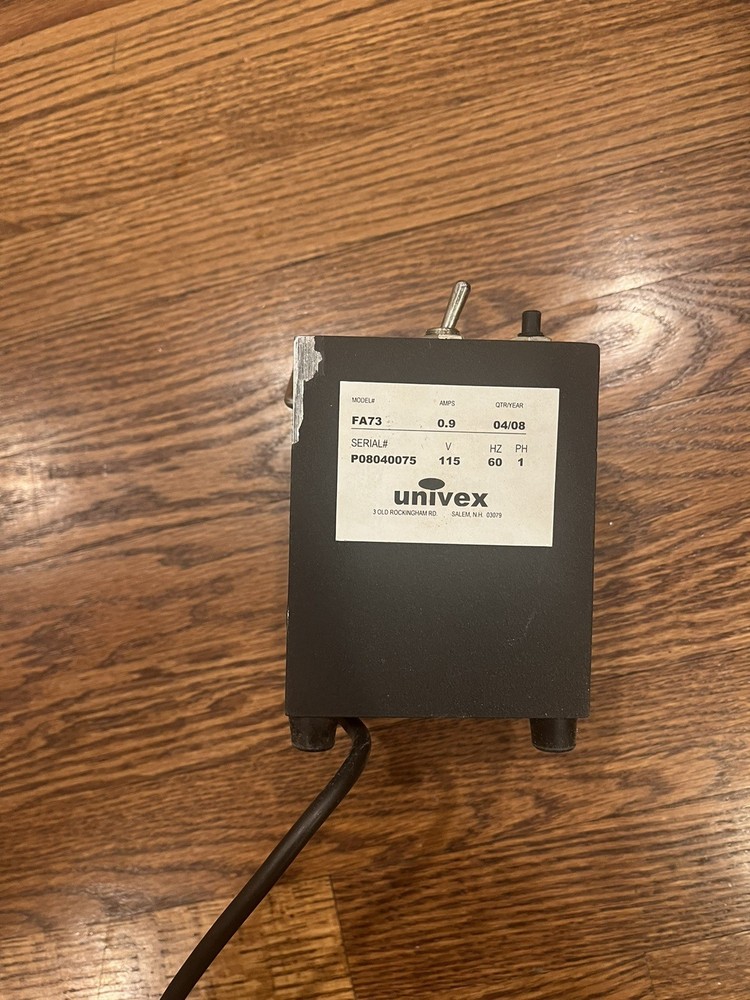 MODEL# AMPS QTR/YEAR
FA73 0.9 04/08
SERIAL# V HZ PH
P08040075 115 60 1
univex
3 OLD ROCKINGHAM RD. SALEM, N.H. 03079